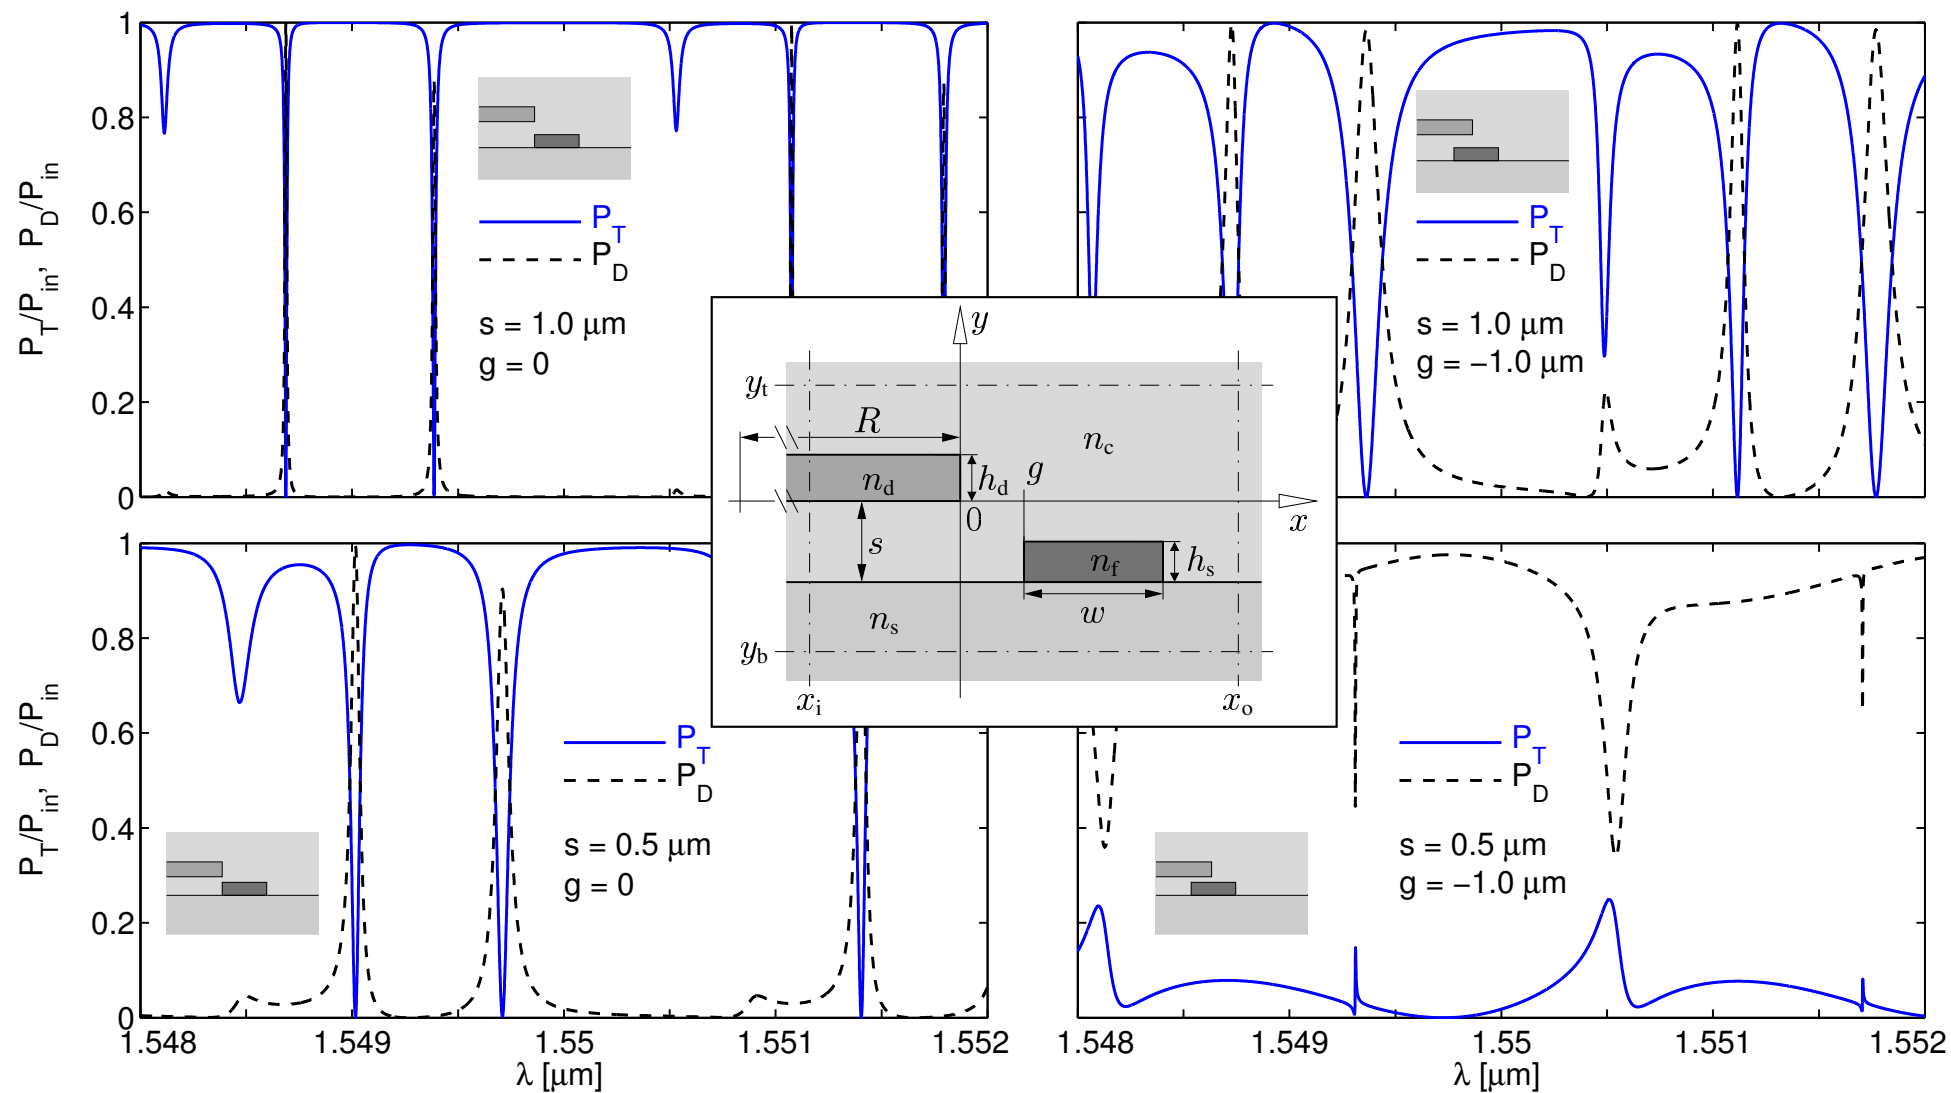 P_T/P_in, P_D/P_in
1
0.8
0.6
0.4
0.2
0
P_T
P_D
s = 1.0 μm
g = 0
P_T
P_D
s = 1.0 μm
g = −1.0 μm
y
y_t
R
n_c
g
n_d
h_d
0
x
s
n_f
h_s
w
n_s
y_b
x_i
x_o
P_T/P_in, P_D/P_in
1
0.8
0.6
0.4
0.2
0
P_T
P_D
s = 0.5 μm
g = 0
1.548
1.549
1.55
1.551
1.552
λ [μm]
P_T
P_D
s = 0.5 μm
g = −1.0 μm
1.548
1.549
1.55
1.551
1.552
λ [μm]